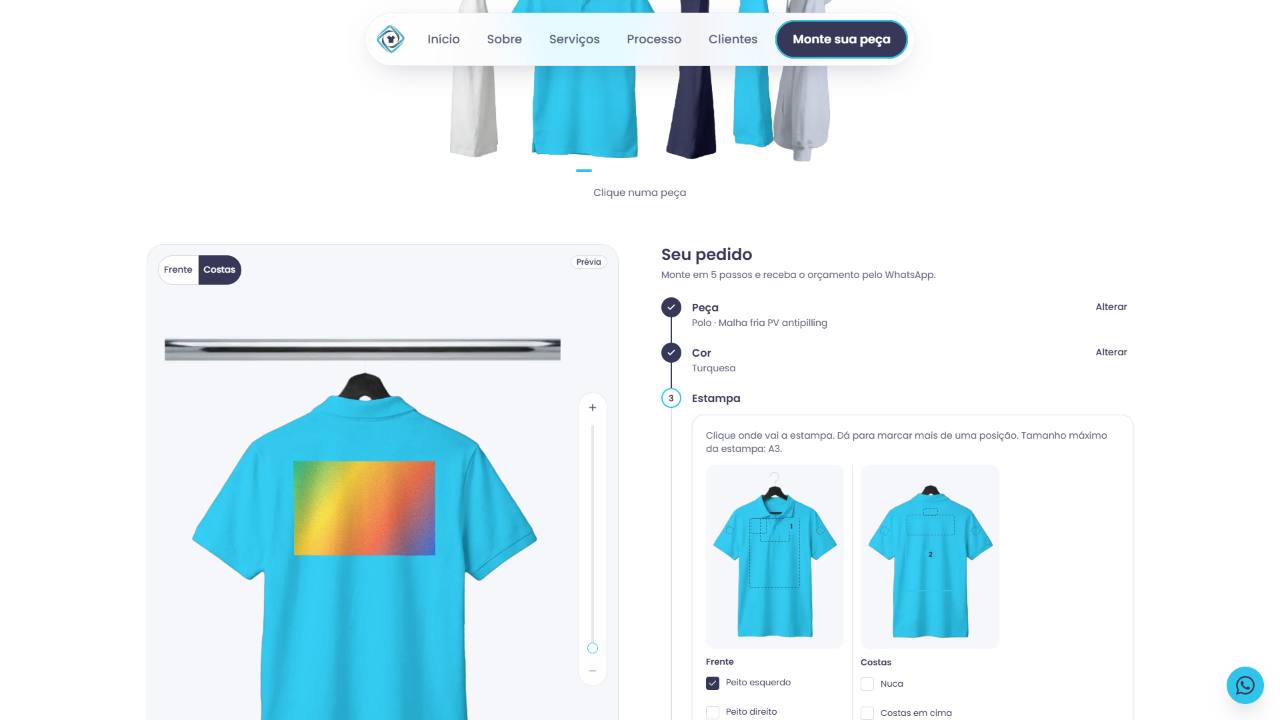 Início
Sobre
Serviços
Processo
Clientes
Monte sua peça
Clique numa peça
Frente
Costas
Prévia
+
−
Seu pedido
Monte em 5 passos e receba o orçamento pelo WhatsApp.
Peça
Alterar
Polo · Malha fria PV antipilling
Cor
Alterar
Turquesa
3
Estampa
Clique onde vai a estampa. Dá para marcar mais de uma posição. Tamanho máximo
da estampa: A3.
1
2
Frente
Peito esquerdo
Peito direito
Costas
Nuca
Costas em cima